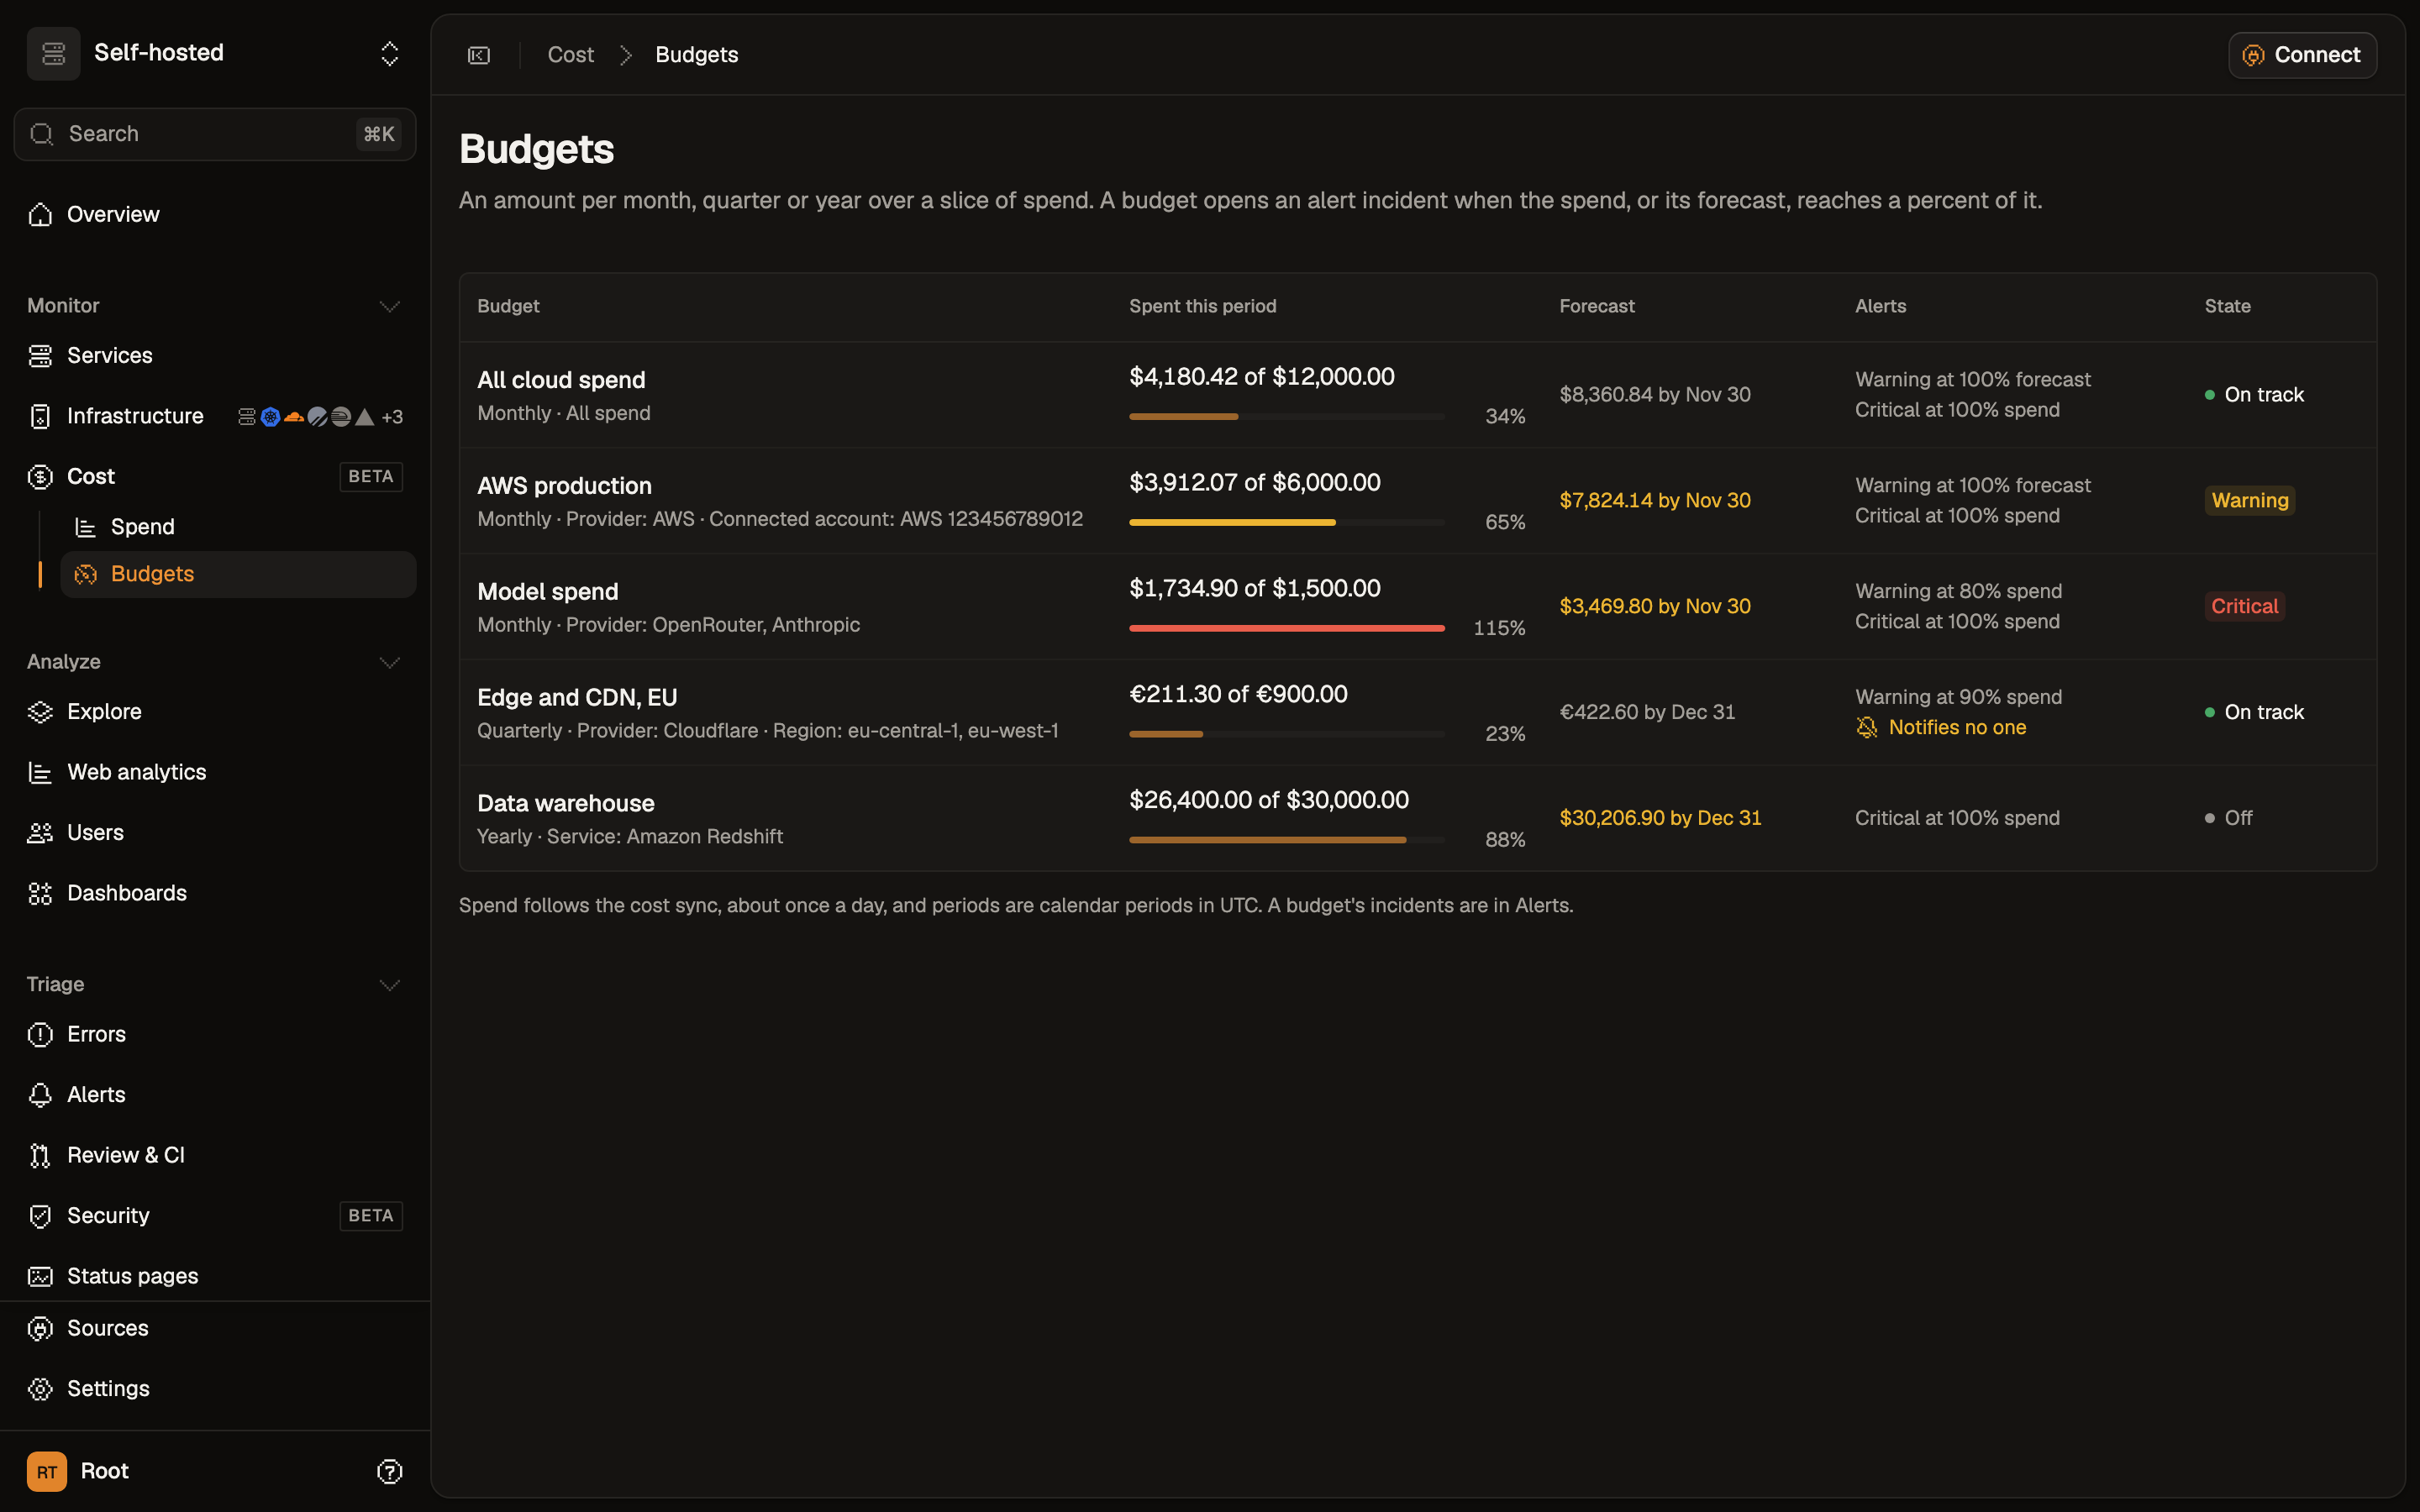 Self-hosted
Search
⌘K
Overview
Monitor
Services
Infrastructure
+3
Cost
BETA
Spend
Budgets
Analyze
Explore
Web analytics
Users
Dashboards
Triage
Errors
Alerts
Review & CI
Security
BETA
Status pages
Sources
Settings
RT
Root
Cost
Budgets
Connect
Budgets
An amount per month, quarter or year over a slice of spend. A budget opens an alert incident when the spend, or its forecast, reaches a percent of it.
Budget
Spent this period
Forecast
Alerts
State
All cloud spend
Monthly · All spend
$4,180.42 of $12,000.00
34%
$8,360.84 by Nov 30
Warning at 100% forecast
Critical at 100% spend
On track
AWS production
Monthly · Provider: AWS · Connected account: AWS 123456789012
$3,912.07 of $6,000.00
65%
$7,824.14 by Nov 30
Warning at 100% forecast
Critical at 100% spend
Warning
Model spend
Monthly · Provider: OpenRouter, Anthropic
$1,734.90 of $1,500.00
115%
$3,469.80 by Nov 30
Warning at 80% spend
Critical at 100% spend
Critical
Edge and CDN, EU
Quarterly · Provider: Cloudflare · Region: eu-central-1, eu-west-1
€211.30 of €900.00
23%
€422.60 by Dec 31
Warning at 90% spend
Notifies no one
On track
Data warehouse
Yearly · Service: Amazon Redshift
$26,400.00 of $30,000.00
88%
$30,206.90 by Dec 31
Critical at 100% spend
Off
Spend follows the cost sync, about once a day, and periods are calendar periods in UTC. A budget's incidents are in Alerts.